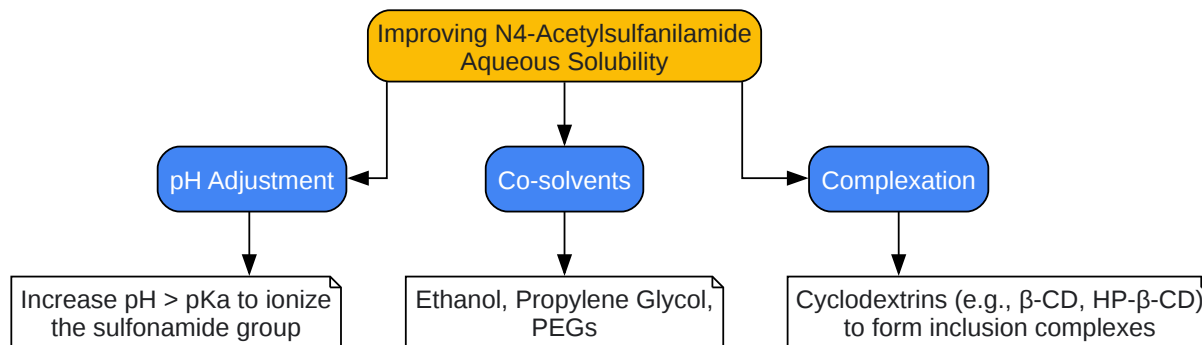 Improving N4-Acetylsulfanilamide
Aqueous Solubility
pH Adjustment
Co-solvents
Complexation
Increase pH > pKa to ionize
the sulfonamide group
Ethanol, Propylene Glycol,
PEGs
Cyclodextrins (e.g., β-CD, HP-β-CD)
to form inclusion complexes